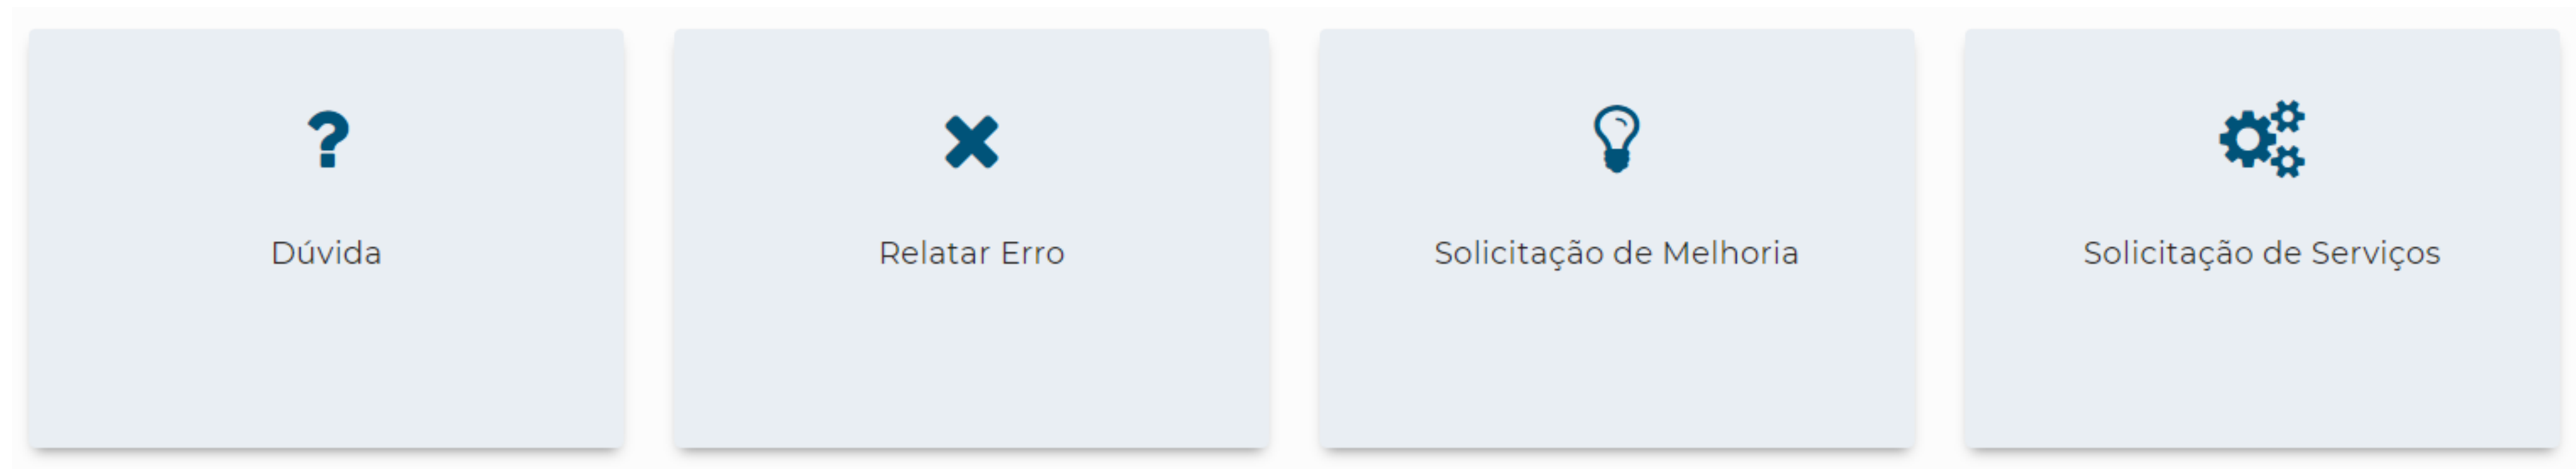 Dúvida
Relatar Erro
Solicitação de Melhoria
Solicitação de Serviços